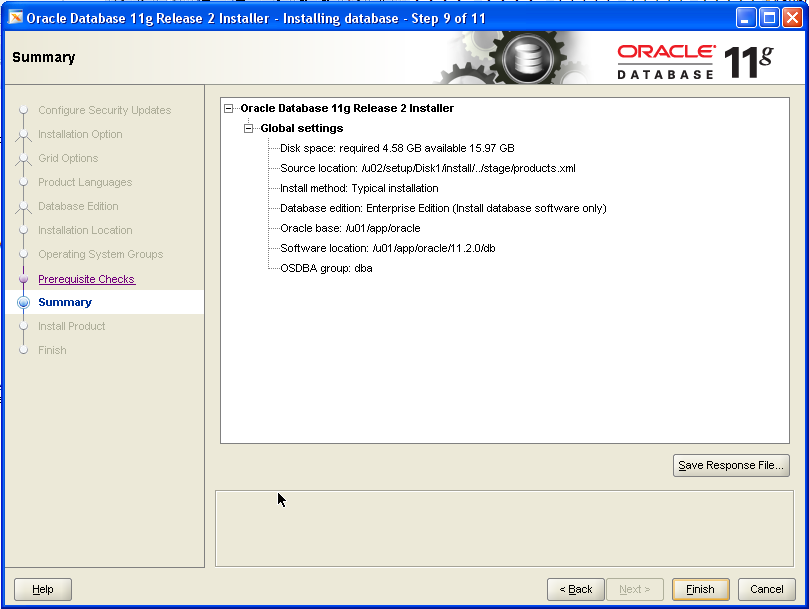 Oracle Database 11g Release 2 Installer - Installing database - Step 9 of 11
Summary
ORACLE
DATABASE
11g
Configure Security Updates
Installation Option
Grid Options
Product Languages
Database Edition
Installation Location
Operating System Groups
Prerequisite Checks
Summary
Install Product
Finish
Oracle Database 11g Release 2 Installer
Global settings
Disk space: required 4.58 GB available 15.97 GB
Source location: /u02/setup/Disk1/install/../stage/products.xml
Install method: Typical installation
Database edition: Enterprise Edition (Install database software only)
Oracle base: /u01/app/oracle
Software location: /u01/app/oracle/11.2.0/db
OSDBA group: dba
Save Response File...
Help
< Back
Next >
Finish
Cancel